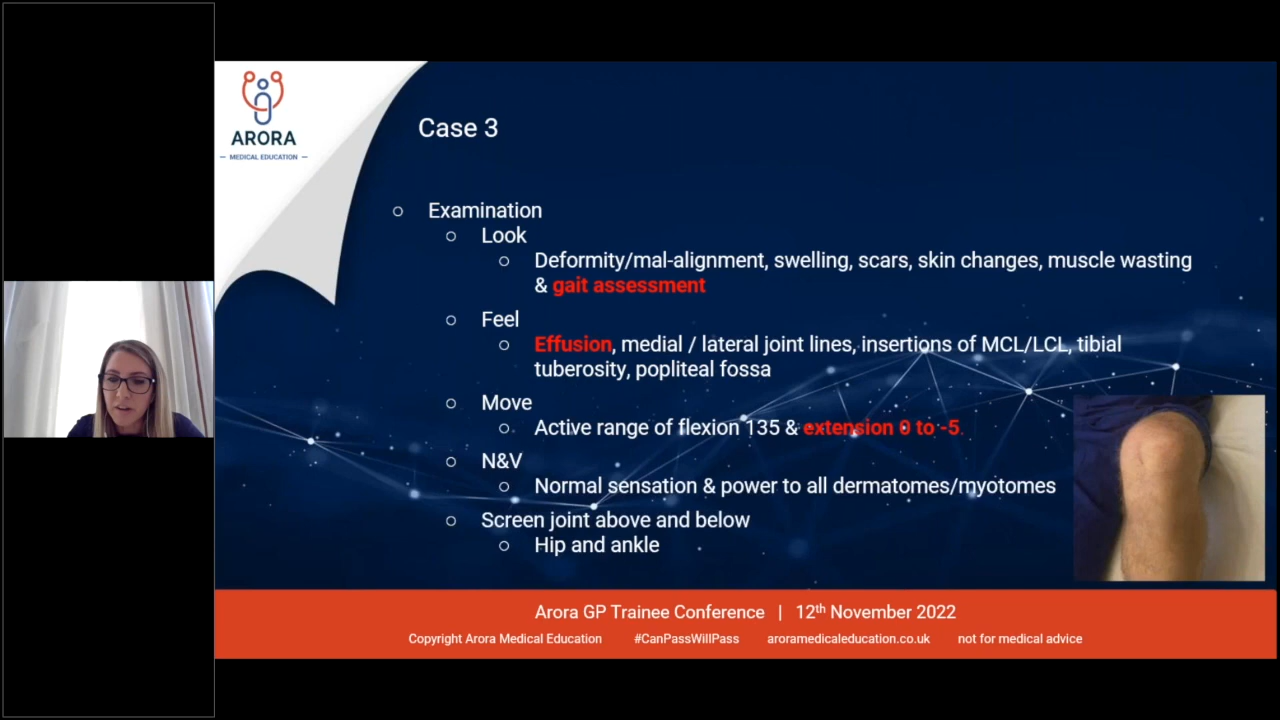 ARORA
MEDICAL EDUCATION
Case 3
Examination
Look
Deformity/mal-alignment, swelling, scars, skin changes, muscle wasting
& gait assessment
Feel
Effusion, medial / lateral joint lines, insertions of MCL/LCL, tibial
tuberosity, popliteal fossa
Move
Active range of flexion 135 & extension 0 to -5.
N&V
Normal sensation & power to all dermatomes/myotomes
Screen joint above and below
Hip and ankle
Arora GP Trainee Conference | 12th November 2022
Copyright Arora Medical Education #CanPassWillPass aroramedicaleducation.co.uk not for medical advice